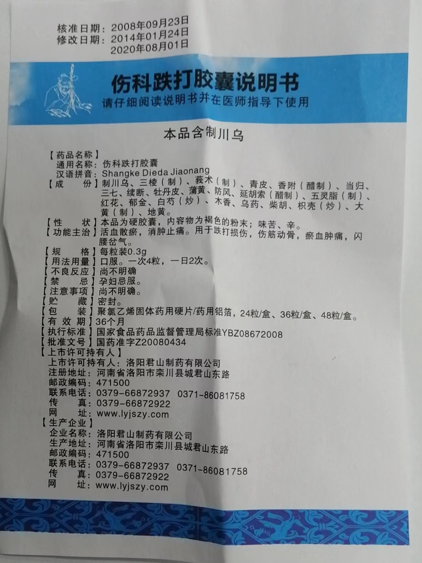 核准日期：2008年09月23日
修改日期：2014年01月24日
2020年08月01日
伤科跌打胶囊说明书
请仔细阅读说明书并在医师指导下使用
本品含制川乌
【药品名称】
通用名称：伤科跌打胶囊
汉语拼音：Shangke Dieda Jiaonang
【成 份】制川乌、三棱（制）、莪术（制）、青皮、香附（醋制）、当归、
三七、续断、牡丹皮、蒲黄、防风、延胡索（醋制）、五灵脂（制）、
红花、郁金、白芍（炒）、木香、乌药、柴胡、枳壳（炒）、大
黄（制）、地黄。
【性 状】本品为硬胶囊，内容物为褐色的粉末；味苦、辛。
【功能主治】活血散瘀，消肿止痛。用于跌打损伤，伤筋动骨，瘀血肿痛，闪
腰岔气。
【规 格】每粒装0.3g
【用法用量】口服。一次4粒，一日2次。
【不良反应】尚不明确
【禁 忌】孕妇忌服。
【注意事项】尚不明确。
【贮 藏】密封。
【包 装】聚氯乙烯固体药用硬片/药用铝箔，24粒/盒、36粒/盒、48粒/盒。
【有 效 期】36个月
【执行标准】国家食品药品监督管理局标准YBZ08672008
【批准文号】国药准字Z20080434
【上市许可持有人】
上市许可持有人：洛阳君山制药有限公司
注册地址：河南省洛阳市栾川县城君山东路
邮政编码：471500
联系电话：0379-66872937 0371-86081758
传 真：0379-66872922
网 址：www.lyjszy.com
【生产企业】
企业名称：洛阳君山制药有限公司
生产地址：河南省洛阳市栾川县城君山东路
邮政编码：471500
联系电话：0379-66872937 0371-86081758
传 真：0379-66872922
网 址：www.lyjszy.com